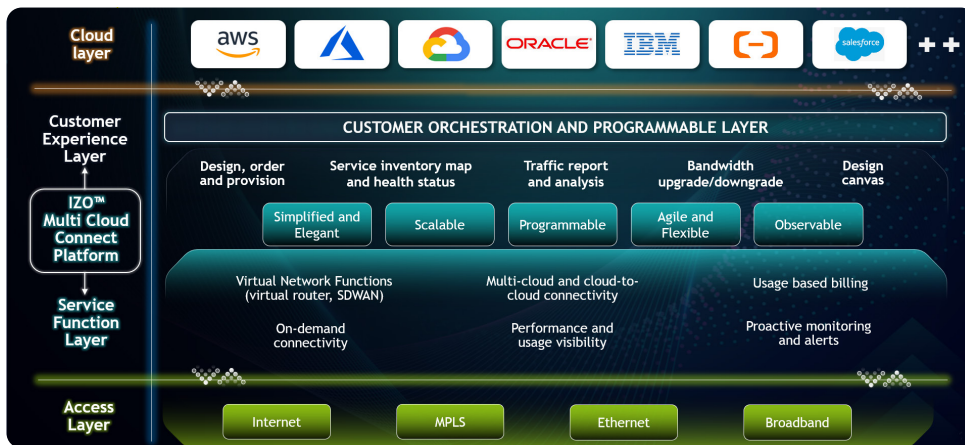 Cloud
layer
aws
ORACLE
IBM
salesforce
++
Customer
Experience
Layer
CUSTOMER ORCHESTRATION AND PROGRAMMABLE LAYER
Design, order
and provision
Service inventory map
and health status
Traffic report
and analysis
Bandwidth
upgrade/downgrade
Design
canvas
IZO™
Multi Cloud
Connect
Platform
Simplified and
Elegant
Scalable
Programmable
Agile and
Flexible
Observable
Service
Function
Layer
Virtual Network Functions
(virtual router, SDWAN)
Multi-cloud and cloud-to-
cloud connectivity
Usage based billing
On-demand
connectivity
Performance and
usage visibility
Proactive monitoring
and alerts
Access
Layer
Internet
MPLS
Ethernet
Broadband